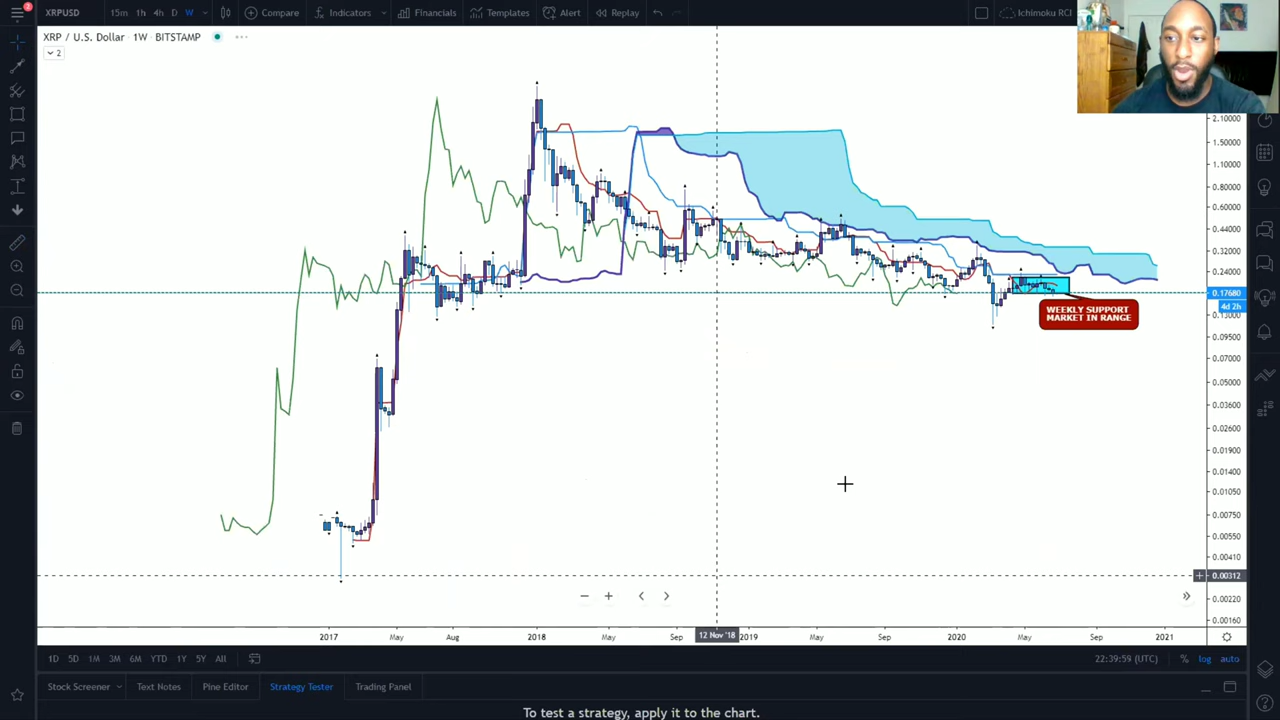 XRPUSD 15m 1h 4h D W Compare Indicators Financials Templates Alert Replay Ichimoku RCI
XRP / U.S. Dollar · 1W · BITSTAMP
2
2.10000
1.50000
1.10000
0.80000
0.60000
0.44000
0.32000
0.24000
0.17680
4d 2h
0.13000
WEEKLY SUPPORT
MARKET IN RANGE
0.09500
0.07000
0.05000
0.03600
0.02600
0.01900
0.01400
0.01050
0.00750
0.00550
0.00410
0.00312
0.00220
0.00160
2017 May Aug 2018 May Sep 12 Nov '18 2019 May Sep 2020 May Sep 2021
1D 5D 1M 3M 6M YTD 1Y 5Y All 22:39:59 (UTC) % log auto
Stock Screener Text Notes Pine Editor Strategy Tester Trading Panel
To test a strategy, apply it to the chart.